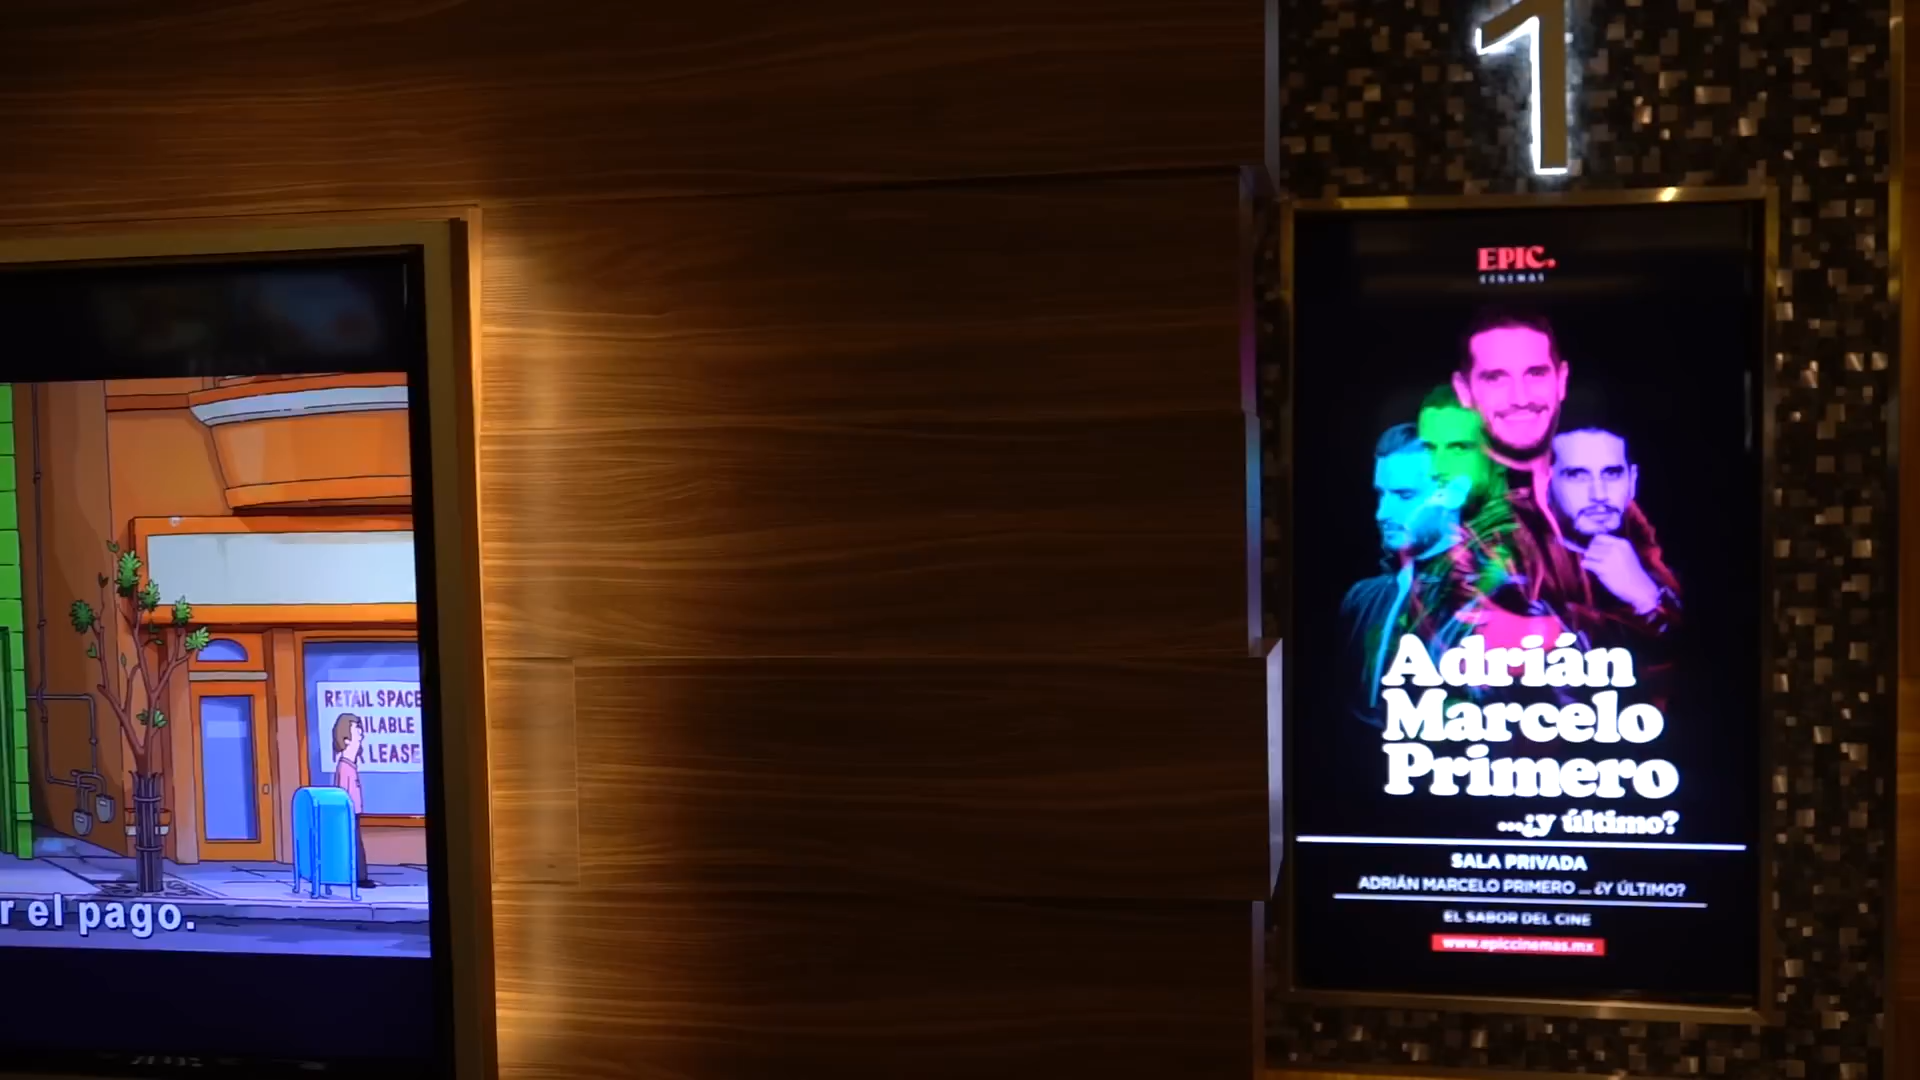 1
EPIC.
CINEMAS
Adrián
Marcelo
Primero
...¿y último?
SALA PRIVADA
ADRIÁN MARCELO PRIMERO ... ¿Y ÚLTIMO?
EL SABOR DEL CINE
www.epiccinemas.mx
RETAIL SPACE
AILABLE
R LEASE
r el pago.